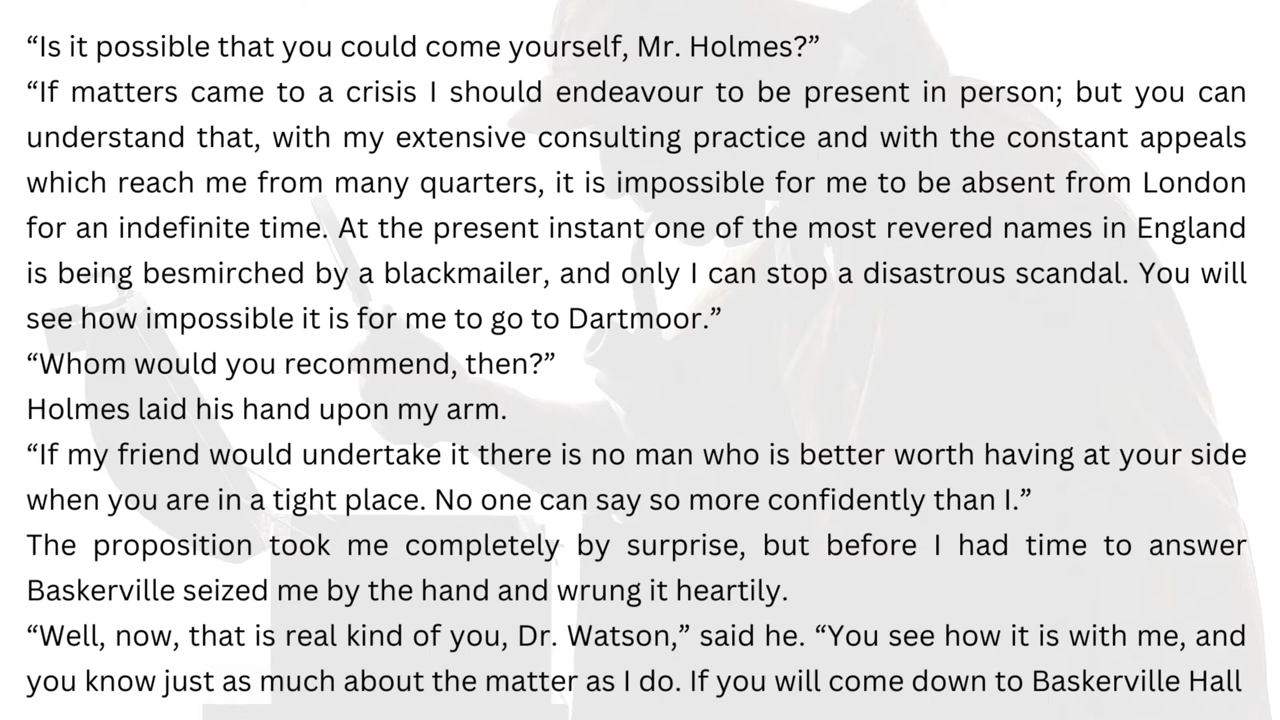 “Is it possible that you could come yourself, Mr. Holmes?”
“If matters came to a crisis I should endeavour to be present in person; but you can
understand that, with my extensive consulting practice and with the constant appeals
which reach me from many quarters, it is impossible for me to be absent from London
for an indefinite time. At the present instant one of the most revered names in England
is being besmirched by a blackmailer, and only I can stop a disastrous scandal. You will
see how impossible it is for me to go to Dartmoor.”
“Whom would you recommend, then?”
Holmes laid his hand upon my arm.
“If my friend would undertake it there is no man who is better worth having at your side
when you are in a tight place. No one can say so more confidently than I.”
The proposition took me completely by surprise, but before I had time to answer
Baskerville seized me by the hand and wrung it heartily.
“Well, now, that is real kind of you, Dr. Watson,” said he. “You see how it is with me, and
you know just as much about the matter as I do. If you will come down to Baskerville Hall